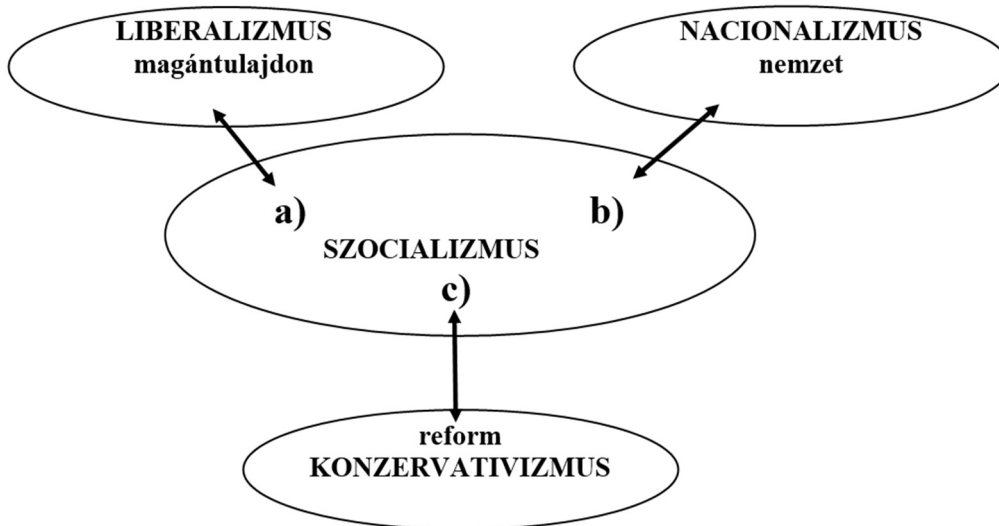 LIBERALIZMUS
magántulajdon
NACIONALIZMUS
nemzet
a)
b)
SZOCIALIZMUS
c)
reform
KONZERVATIVIZMUS